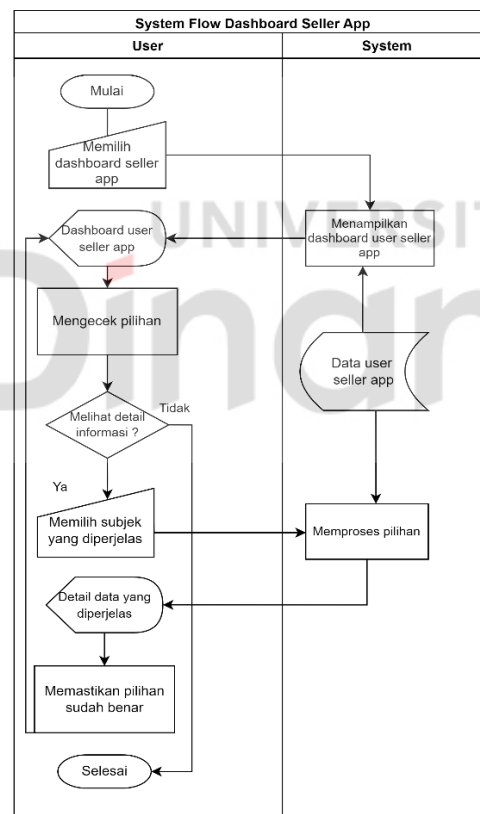 System Flow Dashboard Seller App
User
System
Mulai
Memilih
dashboard seller
app
Menampilkan
dashboard user seller
app
Dashboard user
seller app
Mengecek pilihan
Data user
seller app
Melihat detail
informasi ?
Tidak
Ya
Memilih subjek
yang diperjelas
Memproses pilihan
Detail data yang
diperjelas
Memastikan pilihan
sudah benar
Selesai
UNIVERSI
Dinar